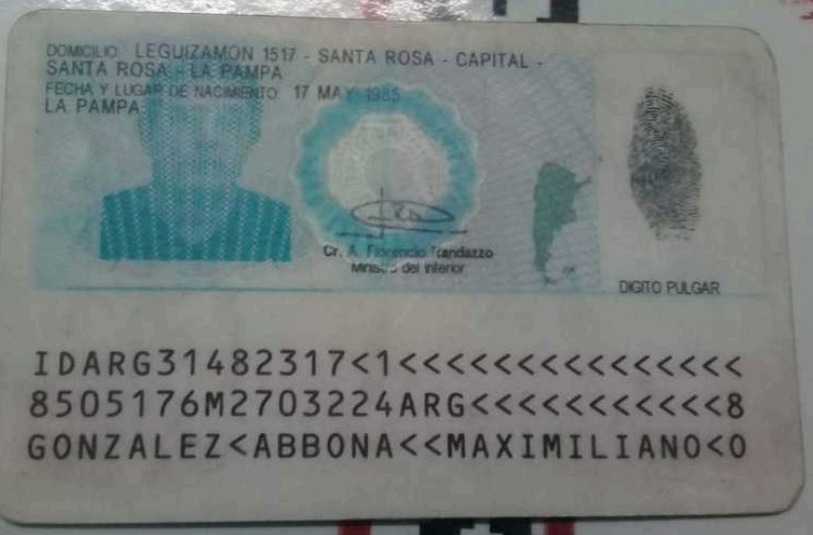 DOMICILIO: LEGUIZAMON 1517 - SANTA ROSA - CAPITAL -
SANTA ROSA - LA PAMPA
FECHA Y LUGAR DE NACIMIENTO: 17 MAY 1985
LA PAMPA
Cr. A. Florencio Randazzo
Ministro del Interior
DIGITO PULGAR
IDARG31482317<1<<<<<<<<<<<<<<<
8505176M2703224ARG<<<<<<<<<<<8
GONZALEZ<ABBONA<<MAXIMILIANO<0